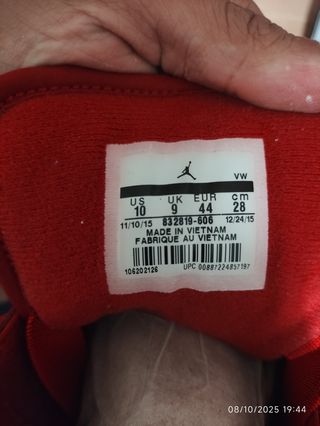 VW
US UK EUR cm
10 9 44 28
11/10/15 832819-606 12/24/15
MADE IN VIETNAM
FABRIQUE AU VIETNAM
106202126 UPC 00887224857197
08/10/2025 19:44